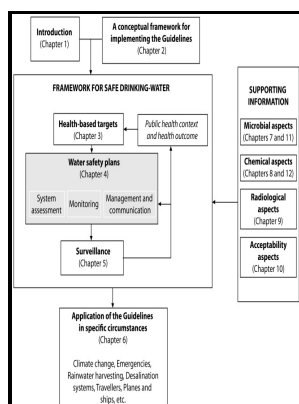 Introduction
(Chapter 1)
A conceptual framework for
implementing the Guidelines
(Chapter 2)
FRAMEWORK FOR SAFE DRINKING-WATER
Health-based targets
(Chapter 3)
Public health context
and health outcome
Water safety plans
(Chapter 4)
System
assessment
Monitoring
Management and
communication
Surveillance
(Chapter 5)
SUPPORTING
INFORMATION
Microbial aspects
(Chapters 7 and 11)
Chemical aspects
(Chapters 8 and 12)
Radiological
aspects
(Chapter 9)
Acceptability
aspects
(Chapter 10)
Application of the Guidelines
in specific circumstances
(Chapter 6)
Climate change, Emergencies,
Rainwater harvesting, Desalination
systems, Travellers, Planes and
ships, etc.